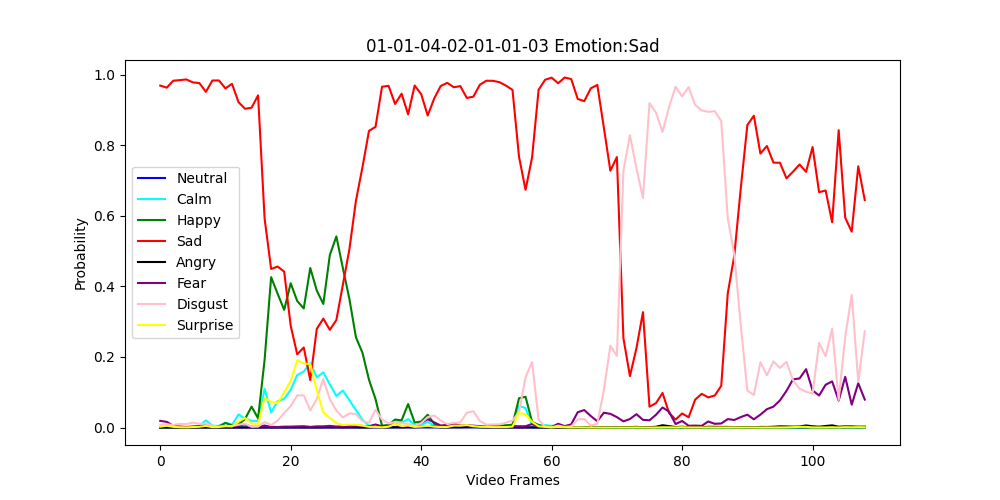 01-01-04-02-01-01-03 Emotion:Sad
Probability
1.0
0.8
0.6
0.4
0.2
0.0
Neutral
Calm
Happy
Sad
Angry
Fear
Disgust
Surprise
0 20 40 60 80 100
Video Frames